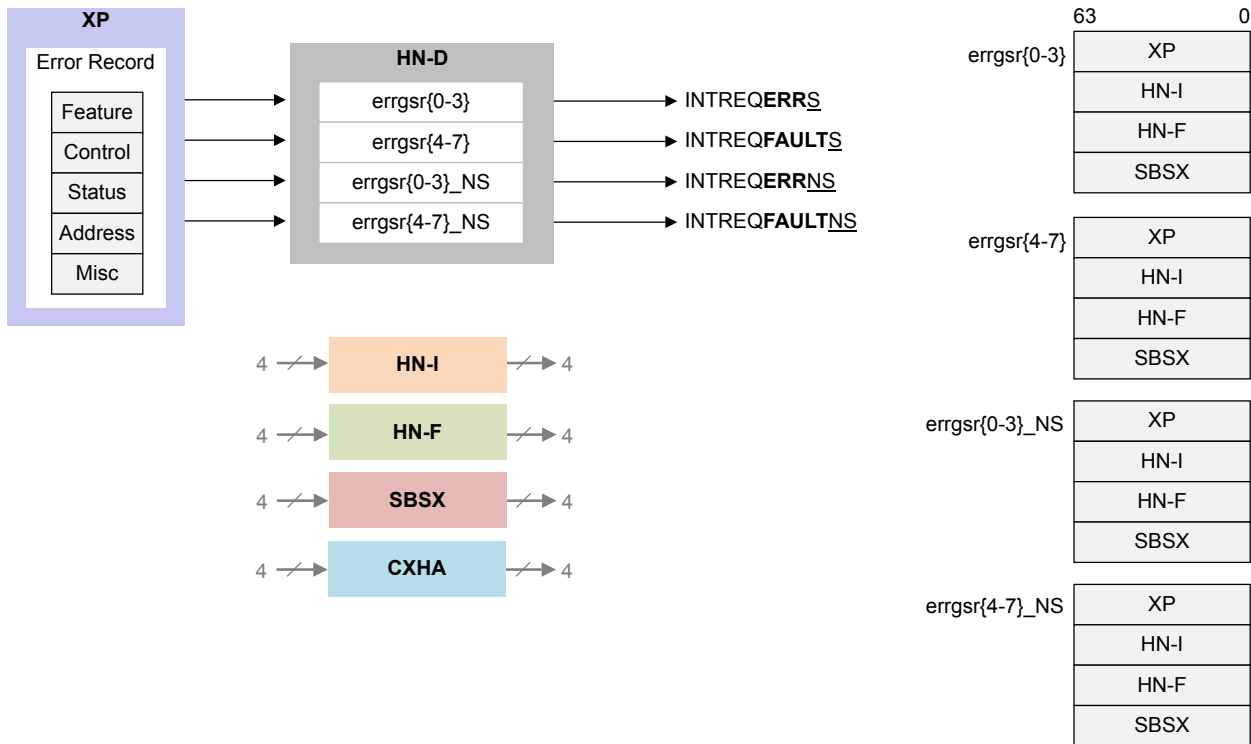 XP
Error Record
Feature
Control
Status
Address
Misc
HN-D
errgsr{0-3}
errgsr{4-7}
errgsr{0-3}_NS
errgsr{4-7}_NS
INTREQERRS
INTREQFAULTS
INTREQERRNS
INTREQFAULTNS
4 HN-I 4
4 HN-F 4
4 SBSX 4
4 CXHA 4
63 0
errgsr{0-3} XP
HN-I
HN-F
SBSX
errgsr{4-7} XP
HN-I
HN-F
SBSX
errgsr{0-3}_NS XP
HN-I
HN-F
SBSX
errgsr{4-7}_NS XP
HN-I
HN-F
SBSX